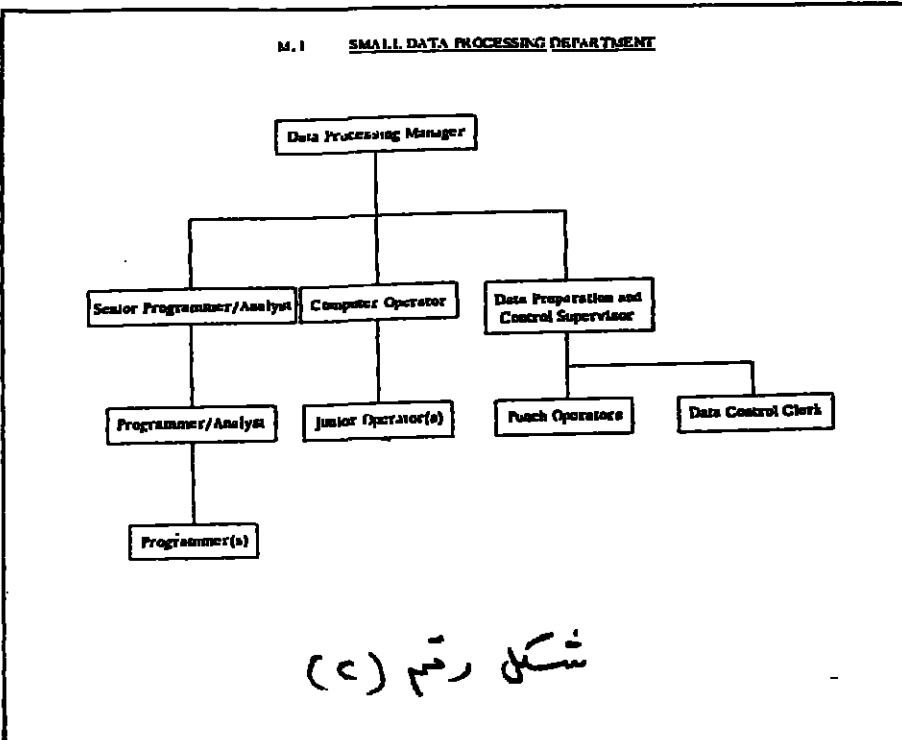 M.1 SMALL DATA PROCESSING DEPARTMENT
Data Processing Manager
Senior Programmer/Analyst
Computer Operator
Data Preparation and
Control Supervisor
Programmer/Analyst
Junior Operator(s)
Punch Operators
Data Control Clerk
Programmer(s)
شكل رقم (٢)